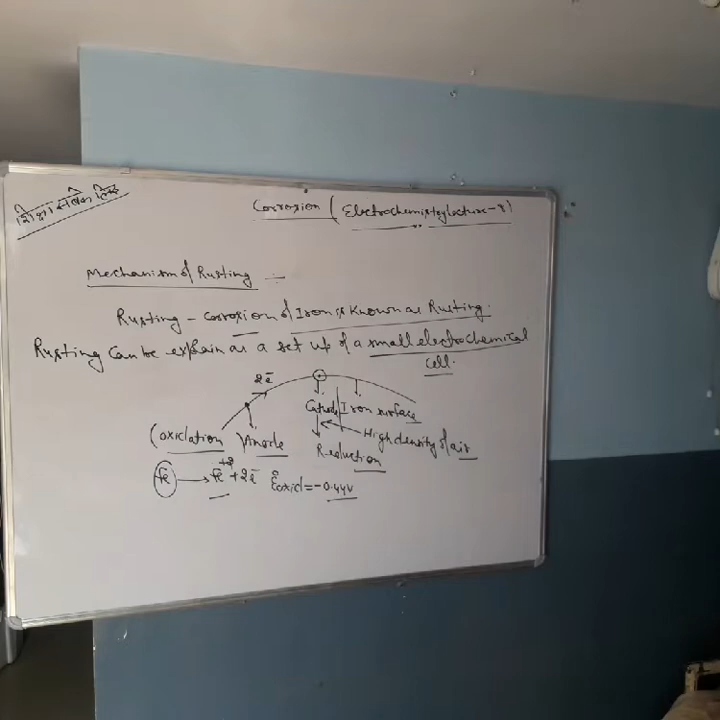 Corrosion (Electrochemistry lecture-8)
Mechanism of Rusting :-
Rusting - Corrosion of Iron is Known as Rusting.
Rusting Can be explain as a set up of a small electrochemical
cell.
2e⁻
Cathode Iron surface
(oxidation) Anode
High density of air
Reduction
Fe → Fe⁺² + 2e⁻ E°oxid = -0.44V